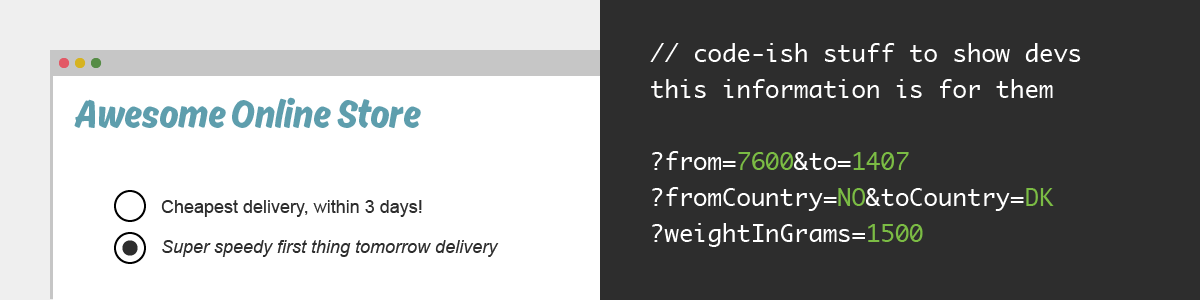 Awesome Online Store
Cheapest delivery, within 3 days!
Super speedy first thing tomorrow delivery
// code-ish stuff to show devs
this information is for them
?from=7600&to=1407
?fromCountry=NO&toCountry=DK
?weightInGrams=1500